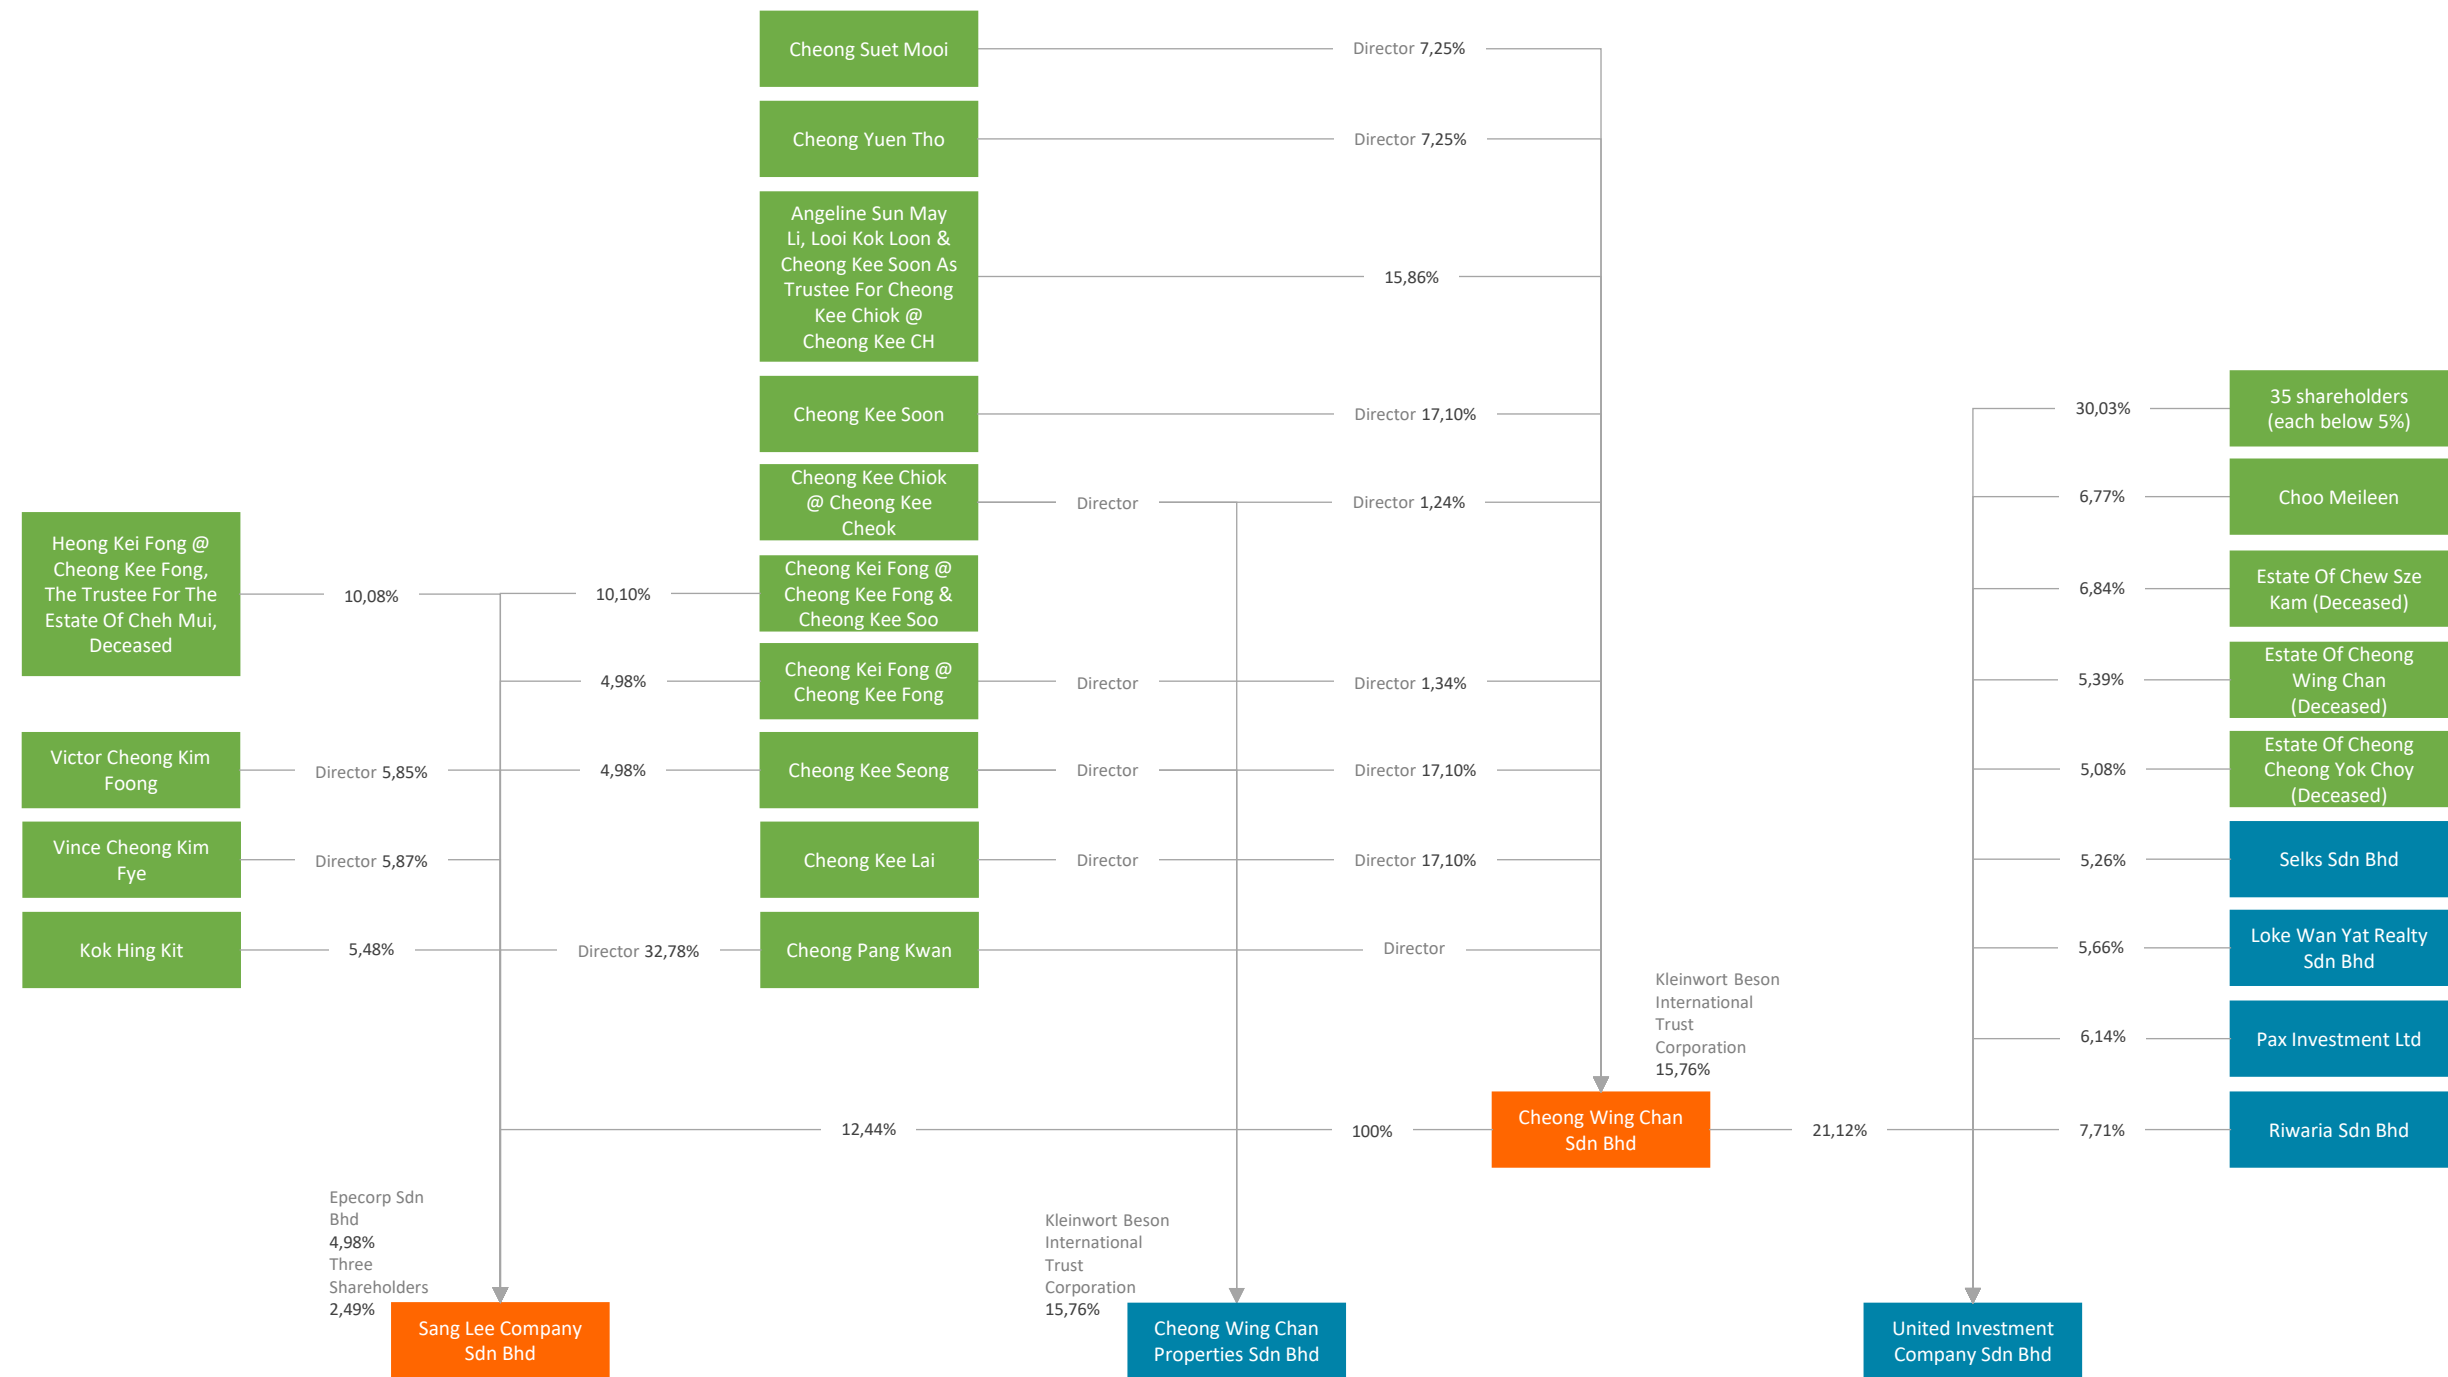 Cheong Suet Mooi
Director 7,25%
Cheong Yuen Tho
Director 7,25%
Angeline Sun May
Li, Looi Kok Loon &
Cheong Kee Soon As
Trustee For Cheong
Kee Chiok @
Cheong Kee CH
15,86%
Cheong Kee Soon
Director 17,10%
30,03%
35 shareholders
(each below 5%)
Cheong Kee Chiok
@ Cheong Kee
Cheok
Director
Director 1,24%
6,77%
Choo Meileen
Heong Kei Fong @
Cheong Kee Fong,
The Trustee For The
Estate Of Cheh Mui,
Deceased
10,08%
10,10%
Cheong Kei Fong @
Cheong Kee Fong &
Cheong Kee Soo
6,84%
Estate Of Chew Sze
Kam (Deceased)
4,98%
Cheong Kei Fong @
Cheong Kee Fong
Director
Director 1,34%
5,39%
Estate Of Cheong
Wing Chan
(Deceased)
Victor Cheong Kim
Foong
Director 5,85%
4,98%
Cheong Kee Seong
Director
Director 17,10%
5,08%
Estate Of Cheong
Cheong Yok Choy
(Deceased)
Vince Cheong Kim
Fye
Director 5,87%
Cheong Kee Lai
Director
Director 17,10%
5,26%
Selks Sdn Bhd
Kok Hing Kit
5,48%
Director 32,78%
Cheong Pang Kwan
Director
5,66%
Loke Wan Yat Realty
Sdn Bhd
Kleinwort Beson
International
Trust
Corporation
15,76%
6,14%
Pax Investment Ltd
12,44%
100%
Cheong Wing Chan
Sdn Bhd
21,12%
7,71%
Riwaria Sdn Bhd
Epecorp Sdn
Bhd
4,98%
Three
Shareholders
2,49%
Sang Lee Company
Sdn Bhd
Kleinwort Beson
International
Trust
Corporation
15,76%
Cheong Wing Chan
Properties Sdn Bhd
United Investment
Company Sdn Bhd